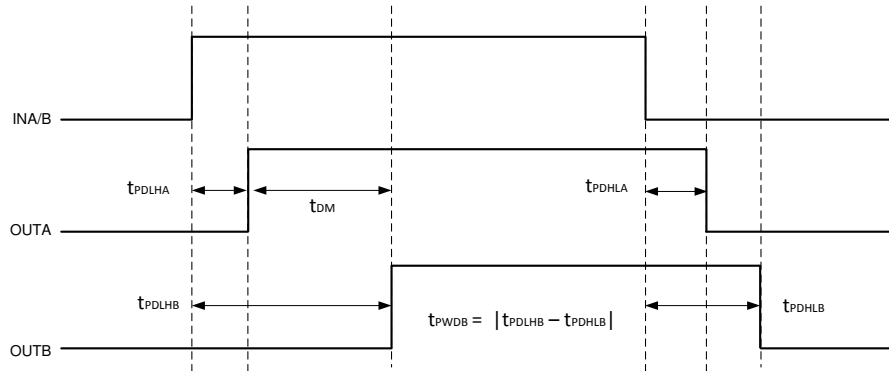 INA/B
tPDLHA
tDM
tPDHLA
OUTA
tPDLHB
tPWDB = |tPDLHB – tPDHLB|
tPDHLB
OUTB